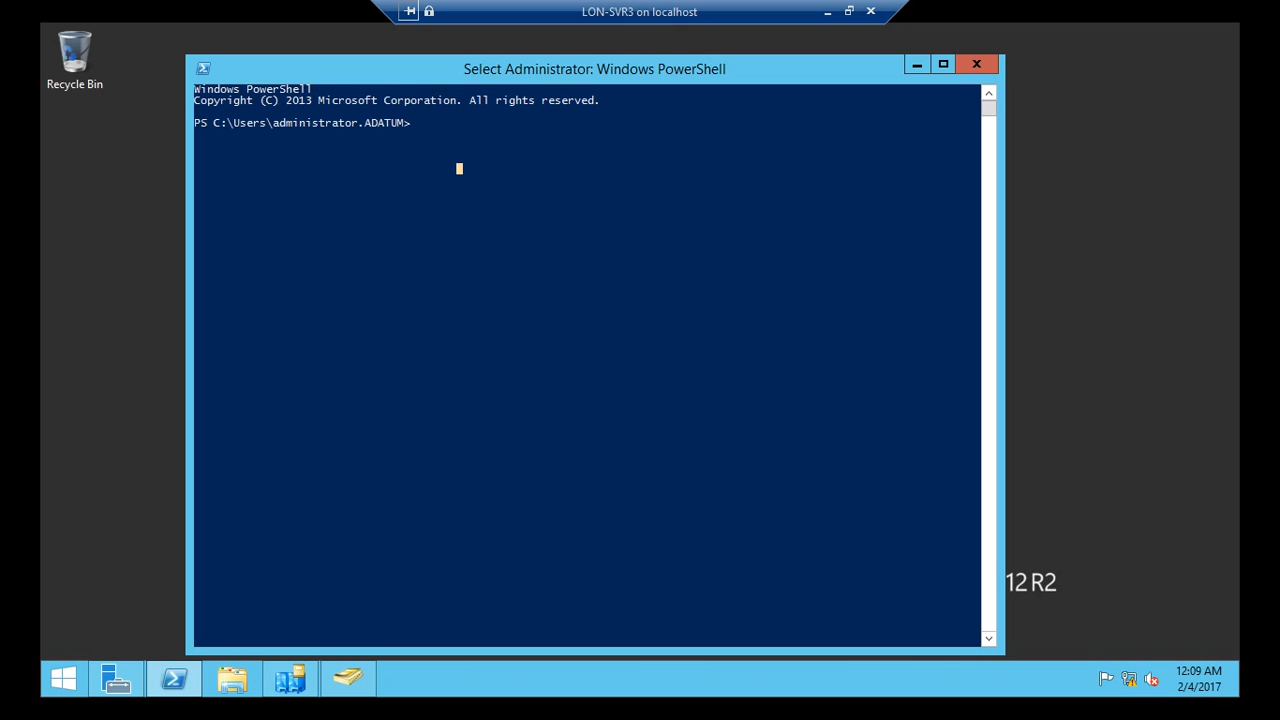 LON-SVR3 on localhost
Recycle Bin
Select Administrator: Windows PowerShell
Windows PowerShell
Copyright (C) 2013 Microsoft Corporation. All rights reserved.
PS C:\Users\administrator.ADATUM>
12 R2
12:09 AM
2/4/2017